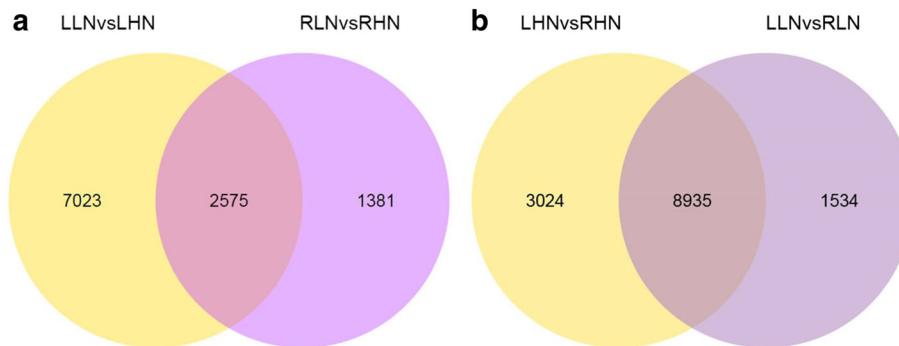 a LLNvsLHN RLNvsRHN
7023 2575 1381
b LHNvsRHN LLNvsRLN
3024 8935 1534